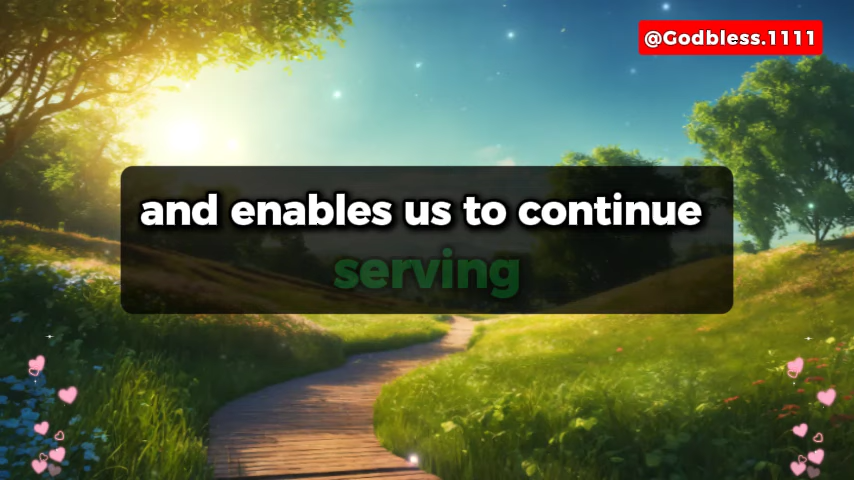 @Godbless.1111
and enables us to continue
serving